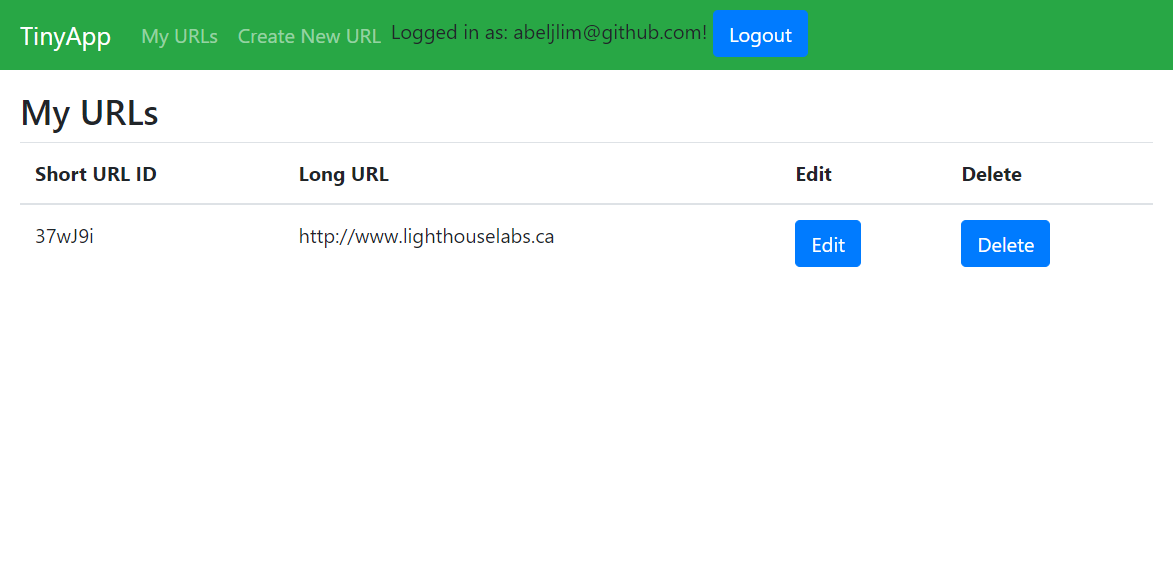 TinyApp My URLs Create New URL Logged in as: abeljlim@github.com! Logout
My URLs
Short URL ID Long URL Edit Delete
37wJ9i http://www.lighthouselabs.ca Edit Delete